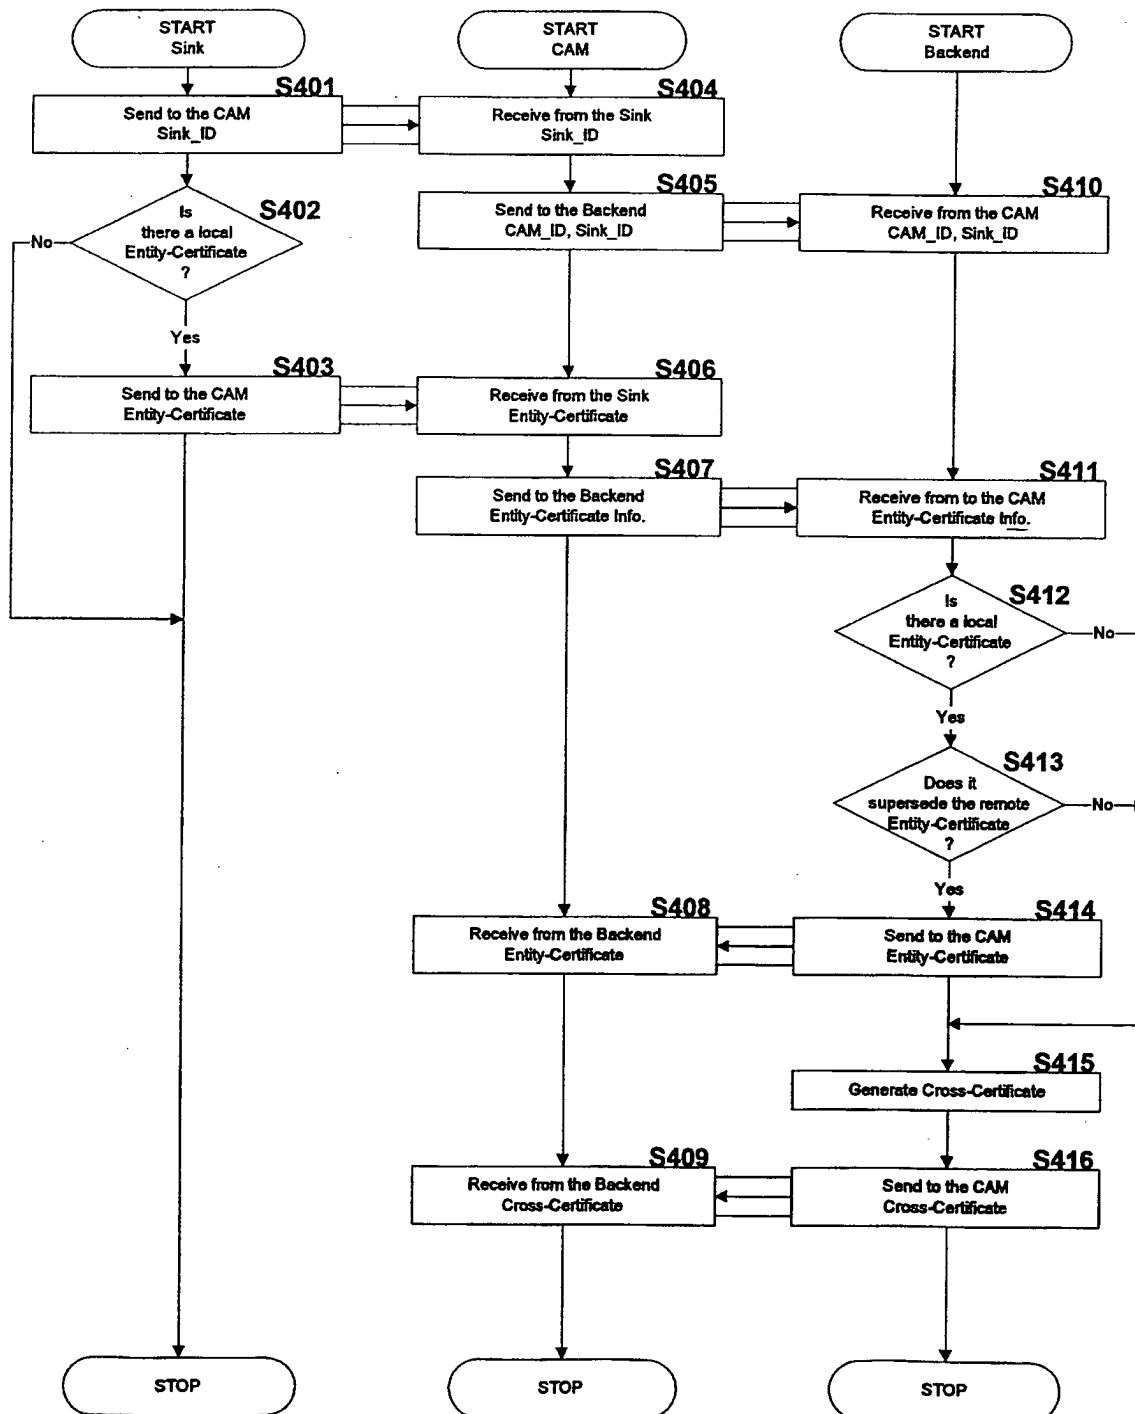 START
Sink
START
CAM
START
Backend
S401
Send to the CAM
Sink_ID
S404
Receive from the Sink
Sink_ID
S405
Send to the Backend
CAM_ID, Sink_ID
S410
Receive from the CAM
CAM_ID, Sink_ID
S402
Is
there a local
Entity-Certificate
?
No
Yes
S403
Send to the CAM
Entity-Certificate
S406
Receive from the Sink
Entity-Certificate
S407
Send to the Backend
Entity-Certificate Info.
S411
Receive from to the CAM
Entity-Certificate Info.
S412
Is
there a local
Entity-Certificate
?
No
Yes
S413
Does it
supersede the remote
Entity-Certificate
?
No
Yes
S408
Receive from the Backend
Entity-Certificate
S414
Send to the CAM
Entity-Certificate
S415
Generate Cross-Certificate
S409
Receive from the Backend
Cross-Certificate
S416
Send to the CAM
Cross-Certificate
STOP
STOP
STOP